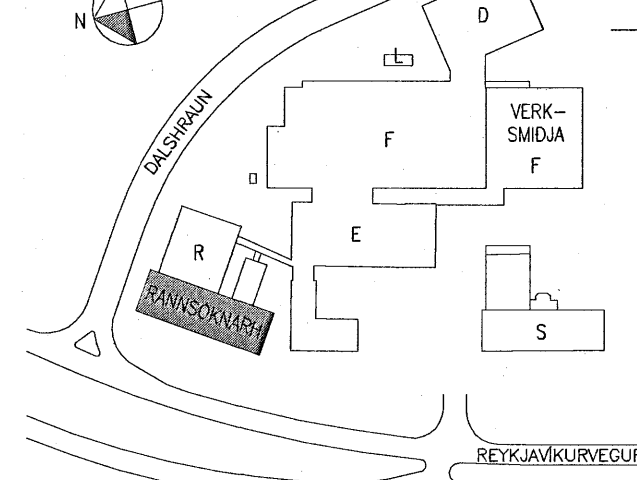 D
N
L
VERK-
SMIDJA
F
DALSHRAUN
F
E
R
RANNSOKNARH
S
REYKJAVIKURVEGUR